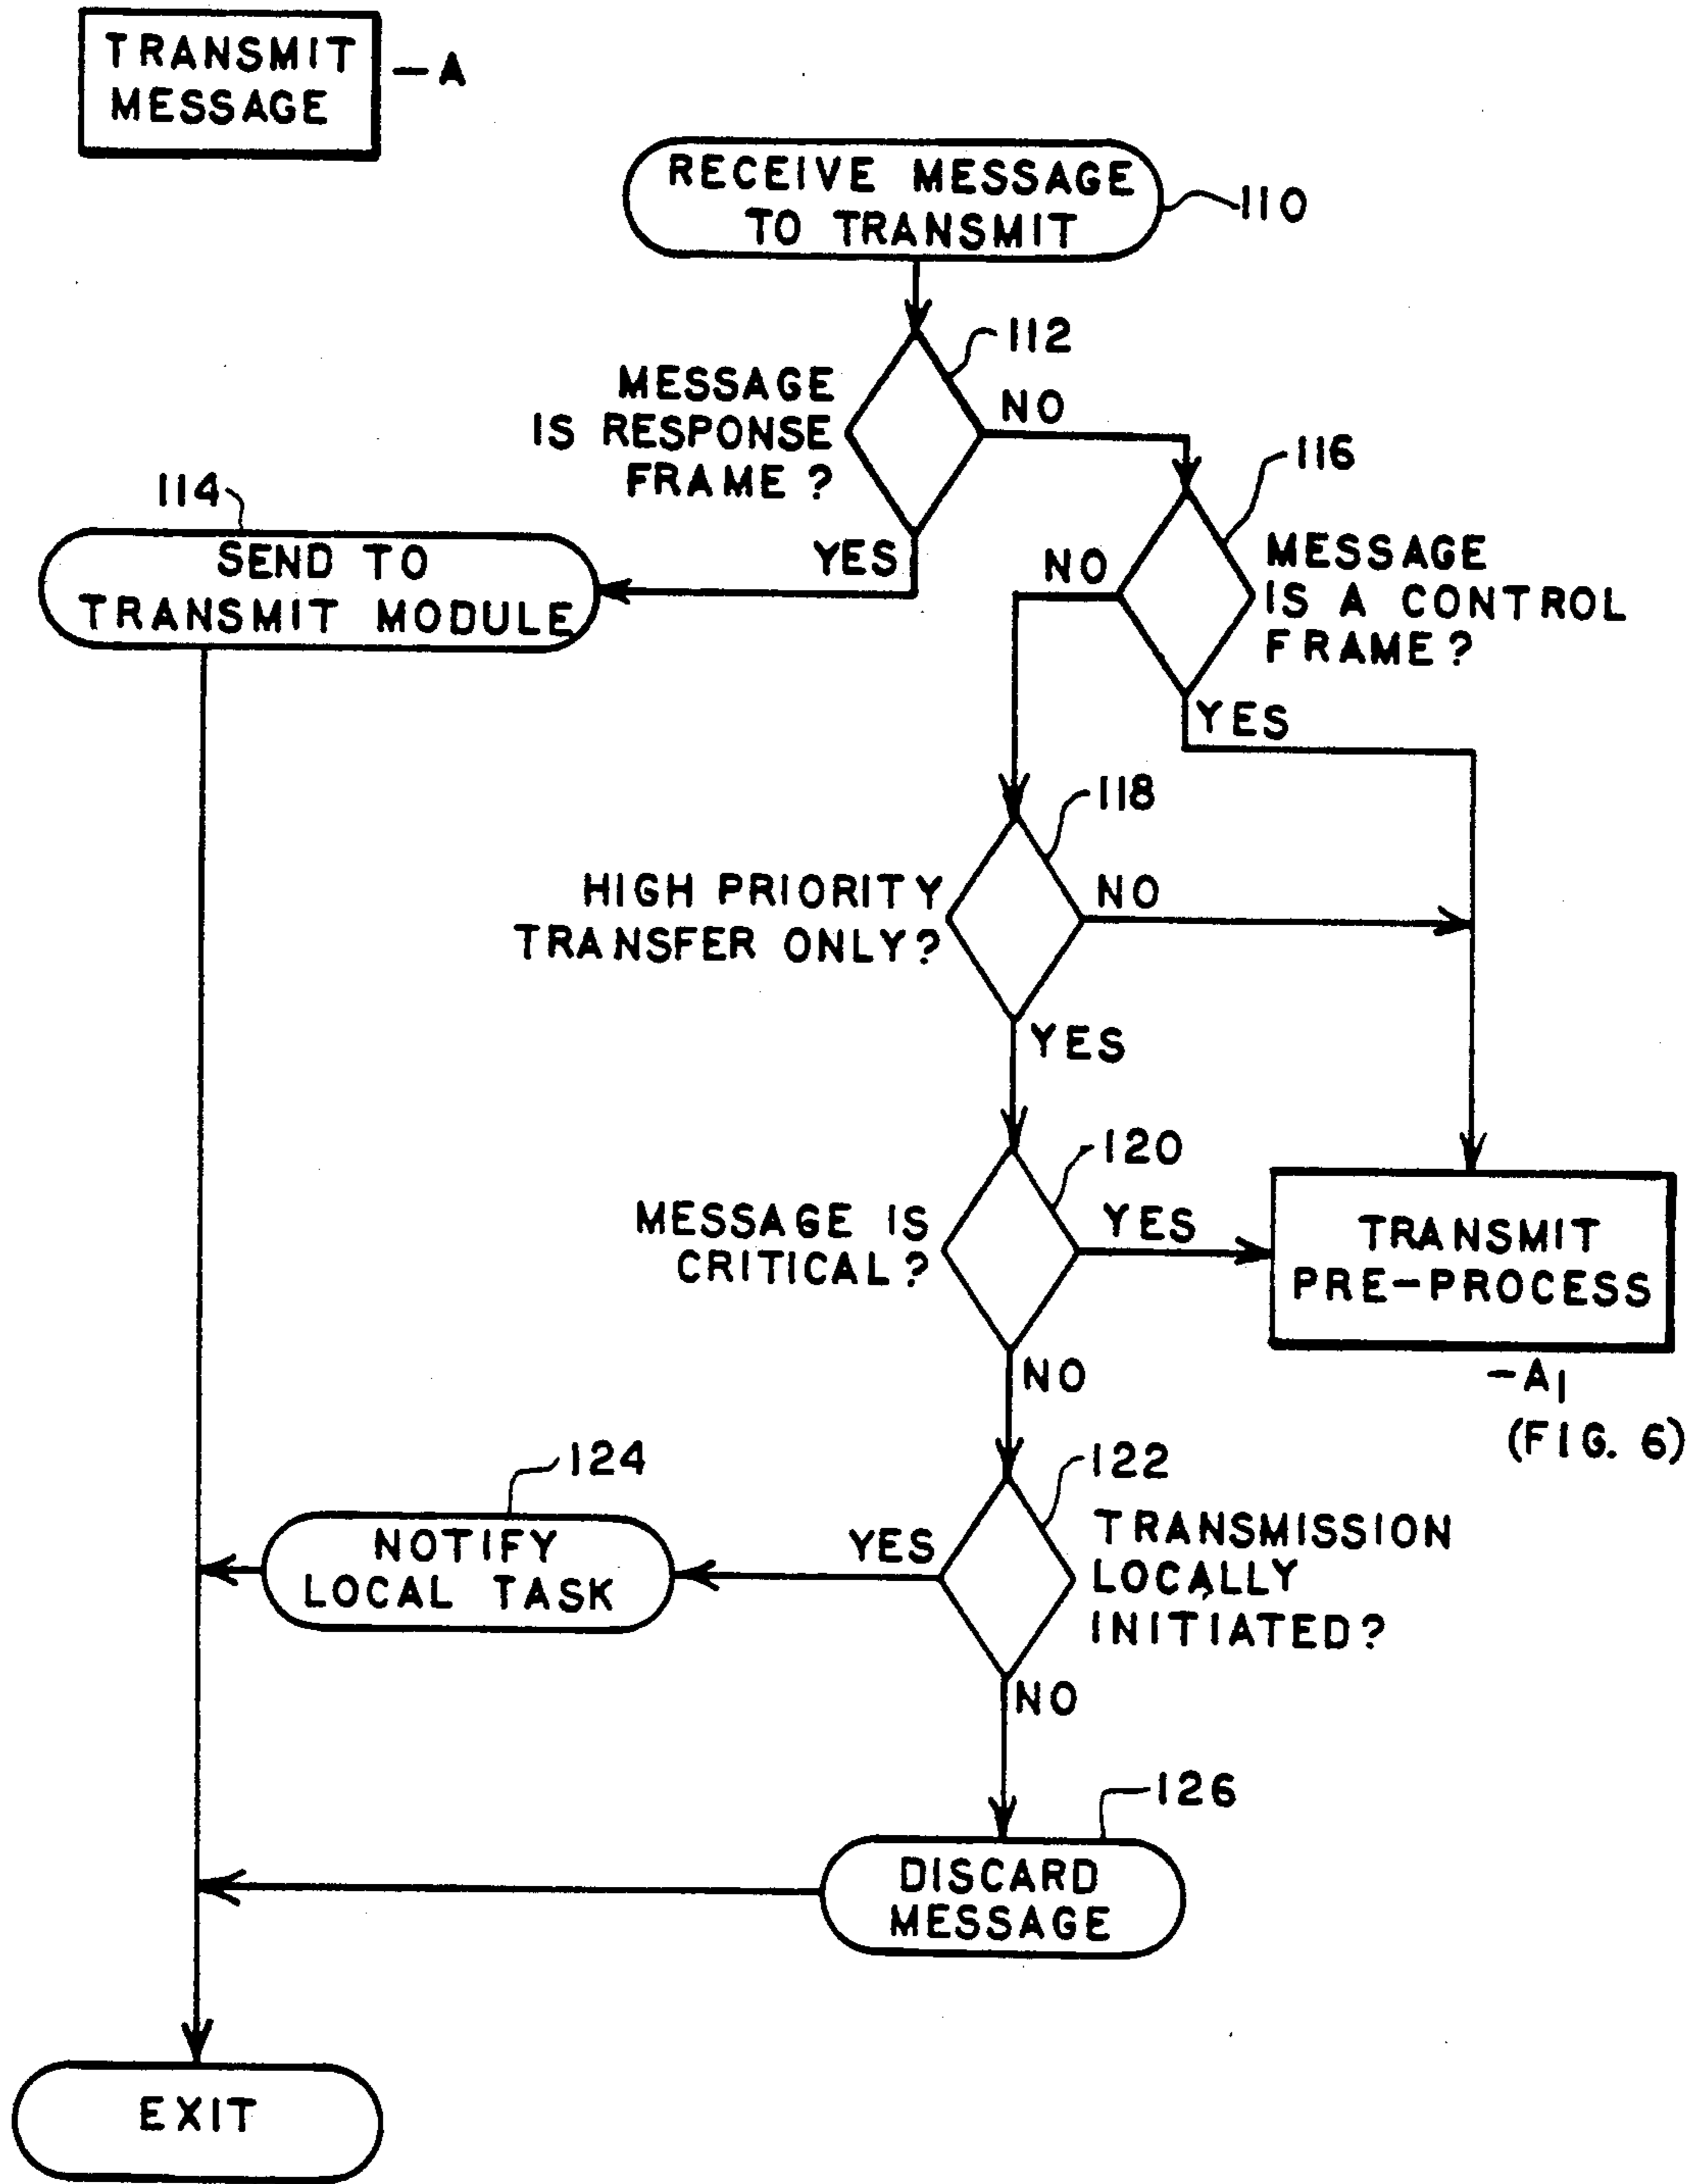 TRANSMIT
MESSAGE
-A
RECEIVE MESSAGE
TO TRANSMIT
110
112
MESSAGE
IS RESPONSE
FRAME?
NO
YES
114
SEND TO
TRANSMIT MODULE
116
MESSAGE
IS A CONTROL
FRAME?
NO
YES
118
HIGH PRIORITY
TRANSFER ONLY?
NO
YES
120
MESSAGE IS
CRITICAL?
YES
TRANSMIT
PRE-PROCESS
-A1
(FIG. 6)
NO
122
TRANSMISSION
LOCALLY
INITIATED?
YES
124
NOTIFY
LOCAL TASK
NO
126
DISCARD
MESSAGE
EXIT